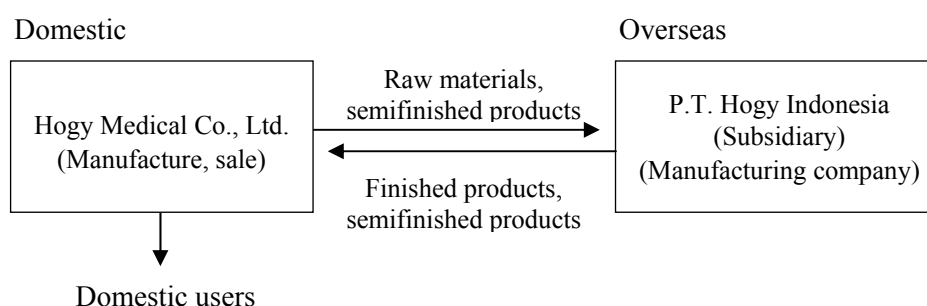 Domestic
Overseas
Hogy Medical Co., Ltd.
(Manufacture, sale)
Raw materials,
semifinished products
Finished products,
semifinished products
P.T. Hogy Indonesia
(Subsidiary)
(Manufacturing company)
Domestic users